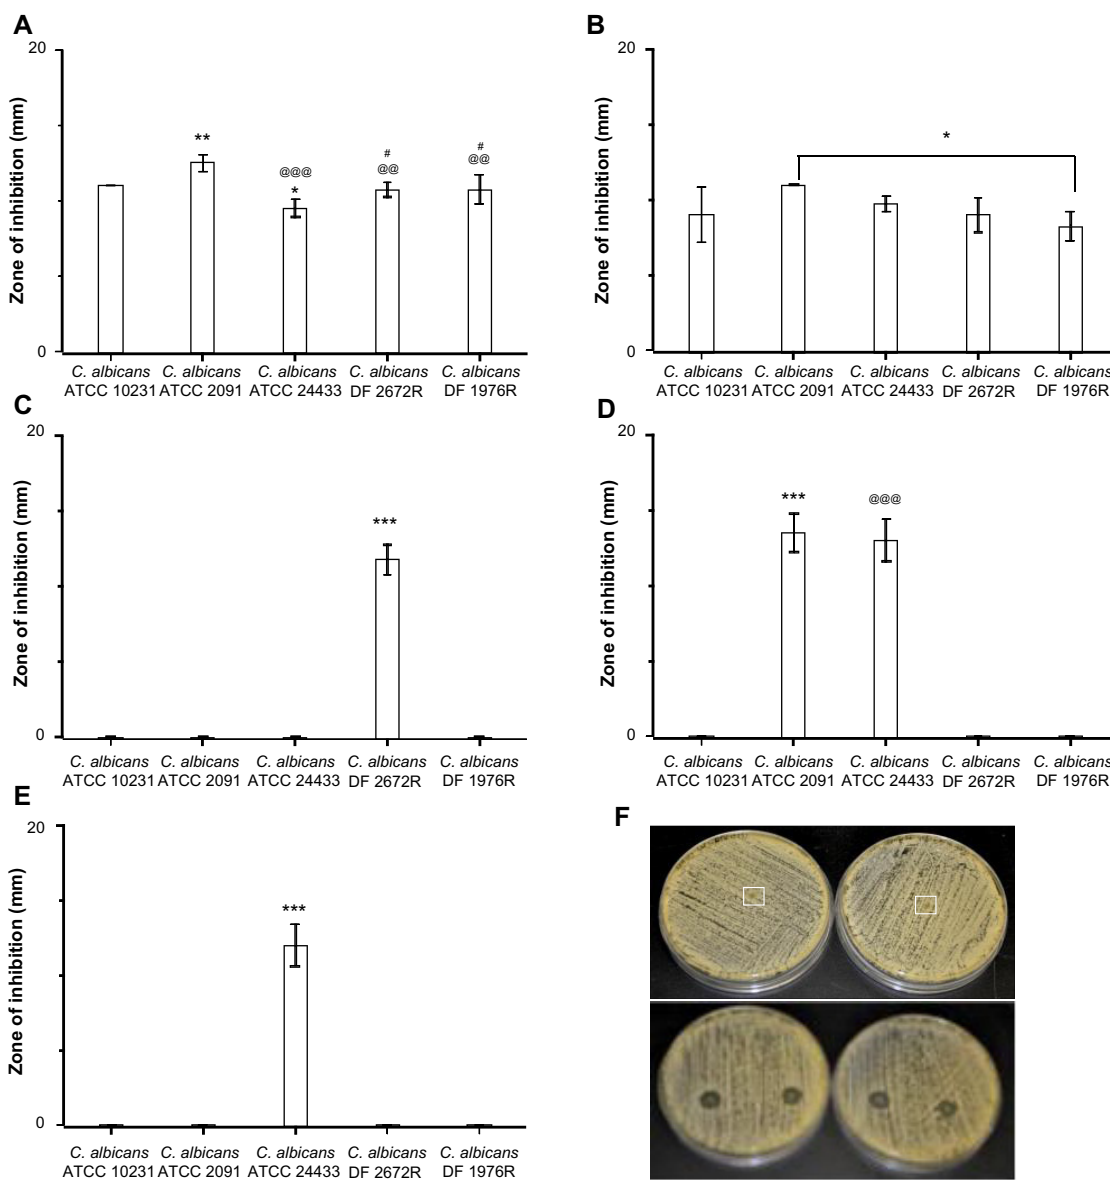 A
20
Zone of inhibition (mm)
0
**
@@@
*
#
@@
#
@@
C. albicans ATCC 10231
C. albicans ATCC 2091
C. albicans ATCC 24433
C. albicans DF 2672R
C. albicans DF 1976R
B
20
Zone of inhibition (mm)
0
*
C. albicans ATCC 10231
C. albicans ATCC 2091
C. albicans ATCC 24433
C. albicans DF 2672R
C. albicans DF 1976R
C
20
Zone of inhibition (mm)
0
***
C. albicans ATCC 10231
C. albicans ATCC 2091
C. albicans ATCC 24433
C. albicans DF 2672R
C. albicans DF 1976R
D
20
Zone of inhibition (mm)
0
***
@@@
C. albicans ATCC 10231
C. albicans ATCC 2091
C. albicans ATCC 24433
C. albicans DF 2672R
C. albicans DF 1976R
E
20
Zone of inhibition (mm)
0
***
C. albicans ATCC 10231
C. albicans ATCC 2091
C. albicans ATCC 24433
C. albicans DF 2672R
C. albicans DF 1976R
F